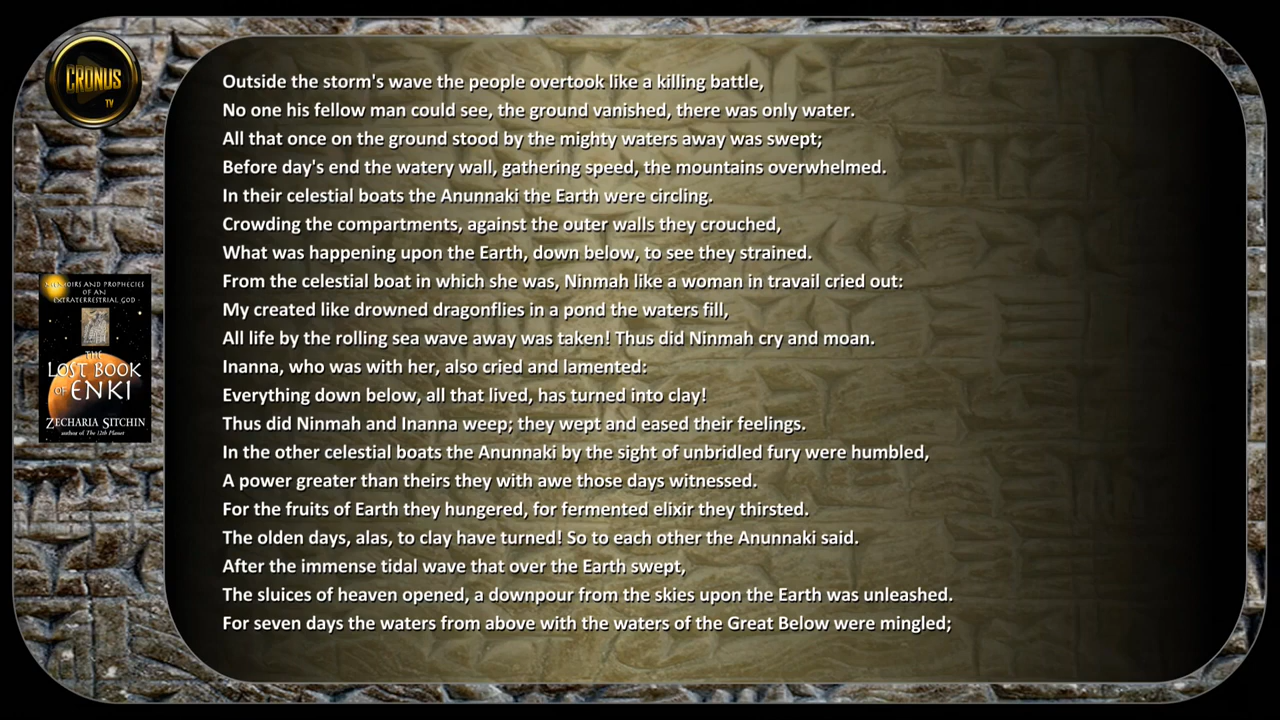 CRONUS
TV
Outside the storm's wave the people overtook like a killing battle,
No one his fellow man could see, the ground vanished, there was only water.
All that once on the ground stood by the mighty waters away was swept;
Before day's end the watery wall, gathering speed, the mountains overwhelmed.
In their celestial boats the Anunnaki the Earth were circling.
Crowding the compartments, against the outer walls they crouched,
What was happening upon the Earth, down below, to see they strained.
From the celestial boat in which she was, Ninmah like a woman in travail cried out:
My created like drowned dragonflies in a pond the waters fill,
All life by the rolling sea wave away was taken! Thus did Ninmah cry and moan.
Inanna, who was with her, also cried and lamented:
Everything down below, all that lived, has turned into clay!
Thus did Ninmah and Inanna weep; they wept and eased their feelings.
In the other celestial boats the Anunnaki by the sight of unbridled fury were humbled,
A power greater than theirs they with awe those days witnessed.
For the fruits of Earth they hungered, for fermented elixir they thirsted.
The olden days, alas, to clay have turned! So to each other the Anunnaki said.
After the immense tidal wave that over the Earth swept,
The sluices of heaven opened, a downpour from the skies upon the Earth was unleashed.
For seven days the waters from above with the waters of the Great Below were mingled;
MEMOIRS AND PROPHECIES
OF AN
EXTRATERRESTRIAL GOD
THE
LOST BOOK
OF ENKI
ZECHARIA SITCHIN
author of The 12th Planet